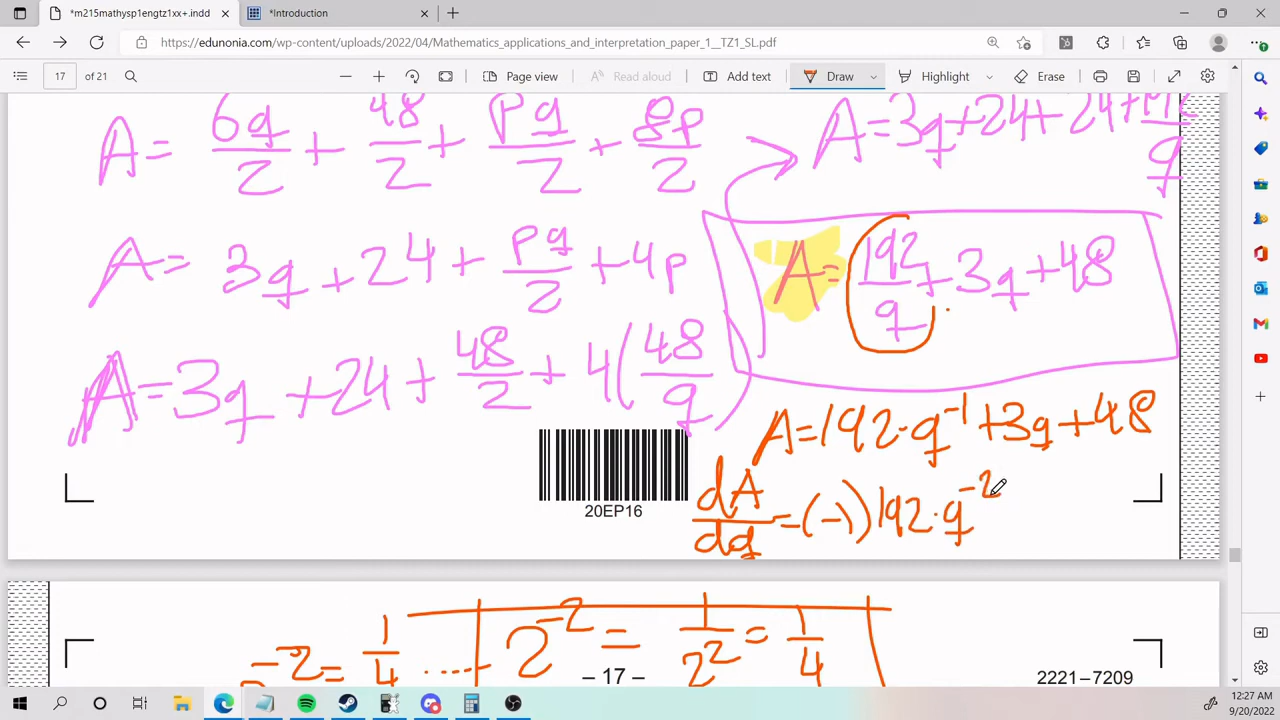 *m215mathysp1engtz1xx+.indd
*Introduction
https://edunonia.com/wp-content/uploads/2022/04/Mathematics_applications_and_interpretation_paper_1__TZ1_SL.pdf
17 of 21
Page view
Read aloud
Add text
Draw
Highlight
Erase
A= 6q/2 + 48/2 + pq/2 + 8p/2
A=3q+24+24+192/q
A= 3q+24+ pq/2 +4p
A= 192/q +3q+48
A=3q+24+ 48/2 + 4(48/q)
A=192·q⁻¹+3q+48
dA/dq =(-1)192·q⁻²
20EP16
-2= 1/4 .....
2⁻² = 1/2² = 1/4
– 17 –
2221–7209
12:27 AM
9/20/2022